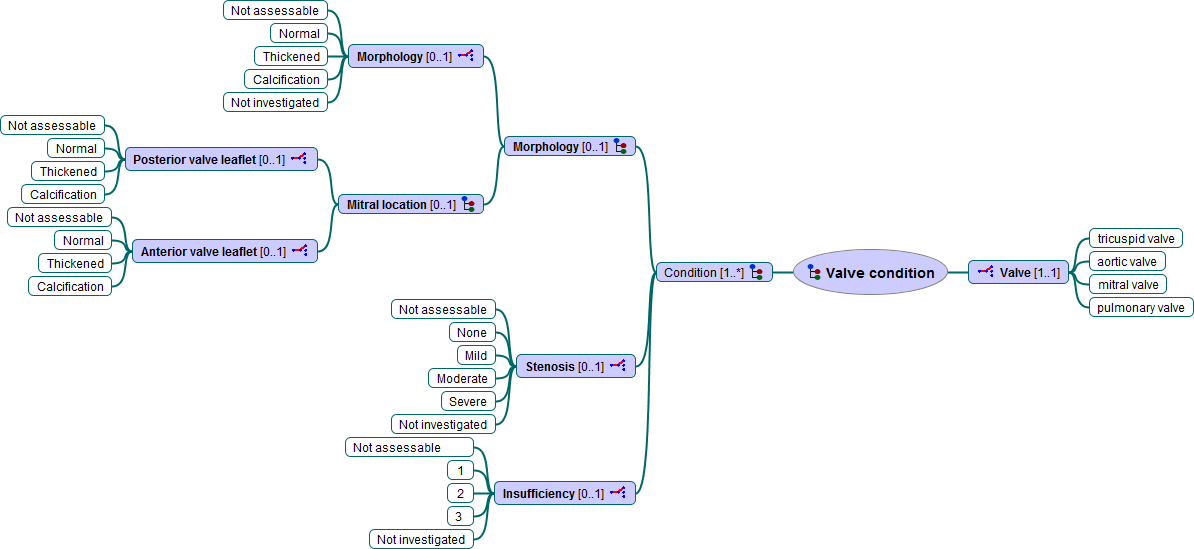 Not assessable
Normal
Thickened
Calcification
Not investigated
Morphology [0..1]
Not assessable
Normal
Thickened
Calcification
Posterior valve leaflet [0..1]
Not assessable
Normal
Thickened
Calcification
Anterior valve leaflet [0..1]
Mitral location [0..1]
Morphology [0..1]
Not assessable
None
Mild
Moderate
Severe
Not investigated
Stenosis [0..1]
Not assessable
1
2
3
Not investigated
Insufficiency [0..1]
Condition [1..*]
Valve condition
Valve [1..1]
tricuspid valve
aortic valve
mitral valve
pulmonary valve